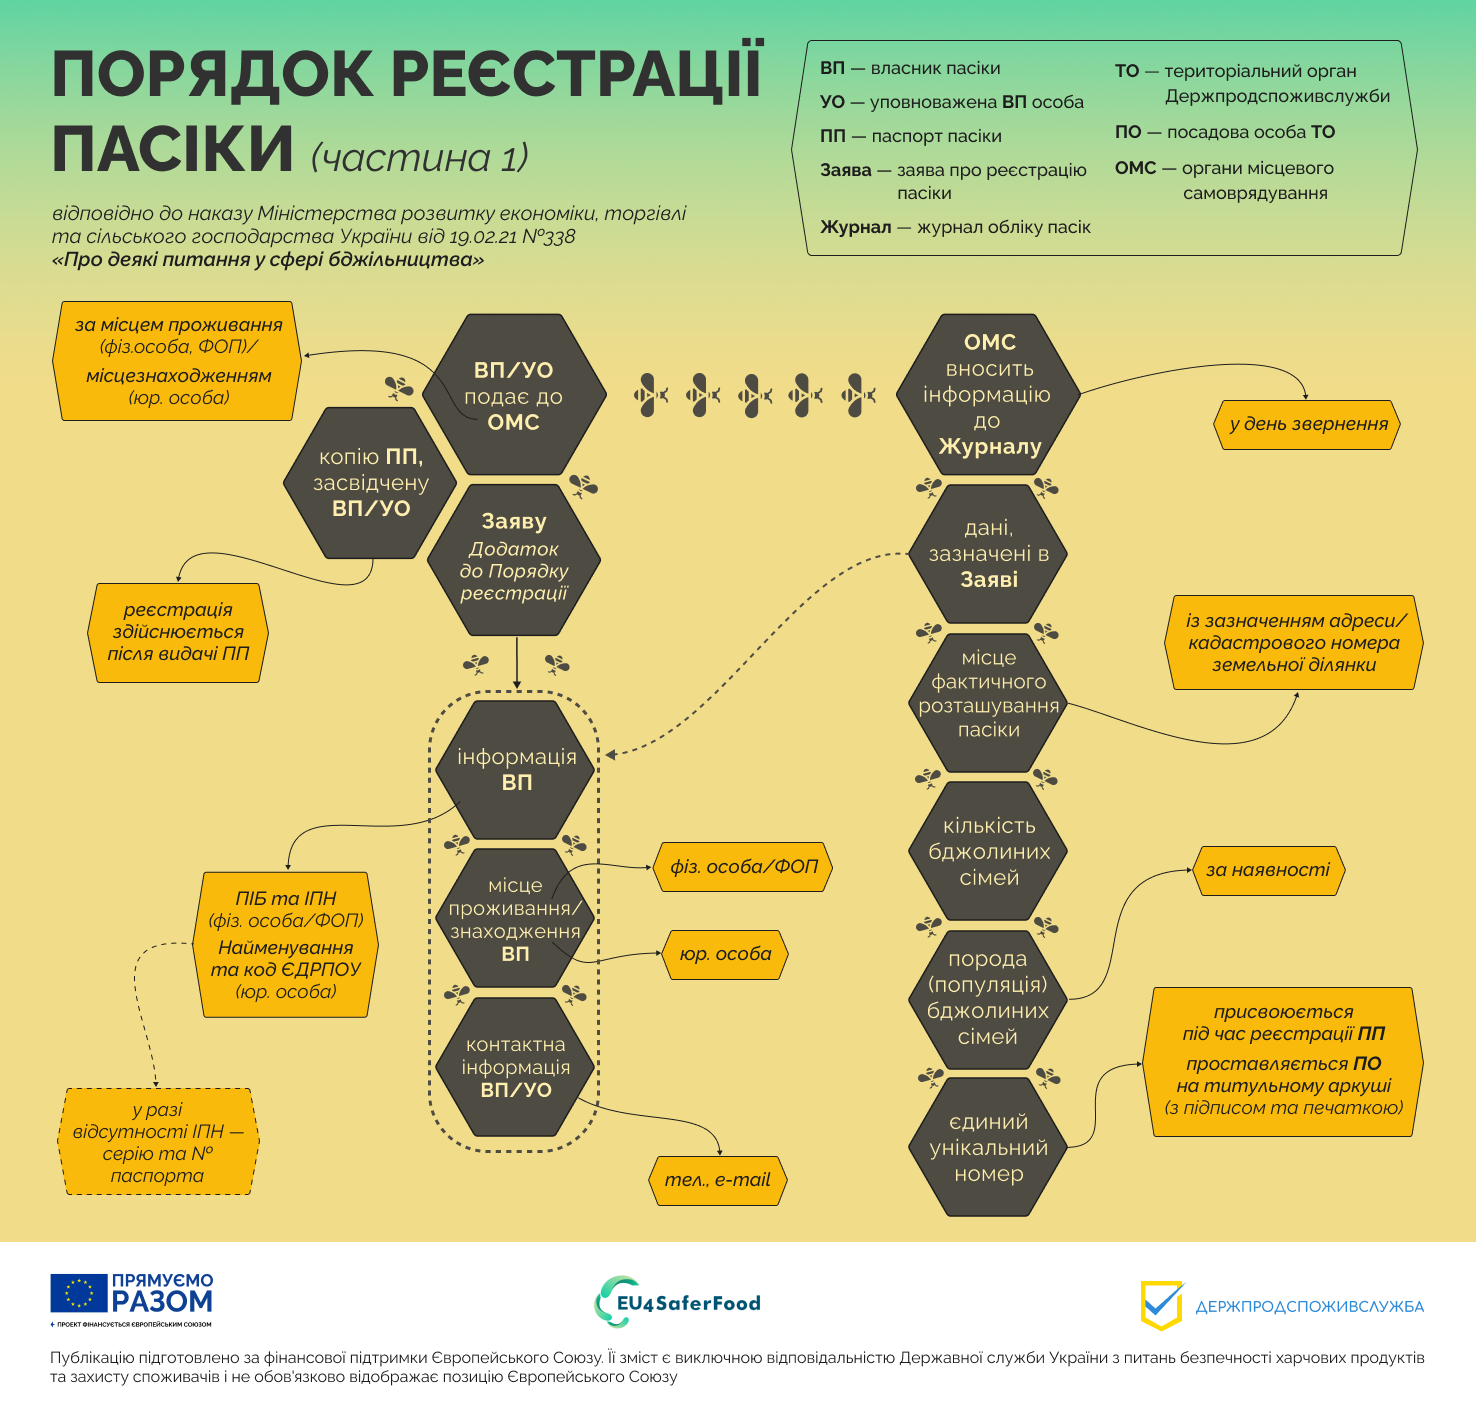 ПОРЯДОК РЕЄСТРАЦІЇ
ПАСІКИ (частина 1)
відповідно до наказу Міністерства розвитку економіки, торгівлі
та сільського господарства України від 19.02.21 №338
«Про деякі питання у сфері бджільництва»
ВП — власник пасіки
УО — уповноважена ВП особа
ПП — паспорт пасіки
Заява — заява про реєстрацію
пасіки
Журнал — журнал обліку пасік
ТО — територіальний орган
Держпродспоживслужби
ПО — посадова особа ТО
ОМС — органи місцевого
самоврядування
за місцем проживання
(фіз.особа, ФОП)/
місцезнаходженням
(юр. особа)
ВП/УО
подає до
ОМС
копію ПП,
засвідчену
ВП/УО
Заяву
Додаток
до Порядку
реєстрації
реєстрація
здійснюється
після видачі ПП
інформація
ВП
ПІБ та ІПН
(фіз. особа/ФОП)
Найменування
та код ЄДРПОУ
(юр. особа)
у разі
відсутності ІПН —
серію та №
паспорта
місце
проживання/
знаходження
ВП
фіз. особа/ФОП
юр. особа
контактна
інформація
ВП/УО
тел., e-mail
ОМС
вносить
інформацію
до
Журналу
у день звернення
дані,
зазначені в
Заяві
місце
фактичного
розташування
пасіки
із зазначенням адреси/
кадастрового номера
земельної ділянки
кількість
бджолиних
сімей
порода
(популяція)
бджолиних
сімей
за наявності
єдиний
унікальний
номер
присвоюється
під час реєстрації ПП
проставляється ПО
на титульному аркуші
(з підписом та печаткою)
ПРЯМУЄМО
РАЗОМ
ПРОЕКТ ФІНАНСУЄТЬСЯ ЄВРОПЕЙСЬКИМ СОЮЗОМ
EU4SaferFood
ДЕРЖПРОДСПОЖИВСЛУЖБА
Публікацію підготовлено за фінансової підтримки Європейського Союзу. Її зміст є виключною відповідальністю Державної служби України з питань безпечності харчових продуктів
та захисту споживачів і не обов'язково відображає позицію Європейського Союзу